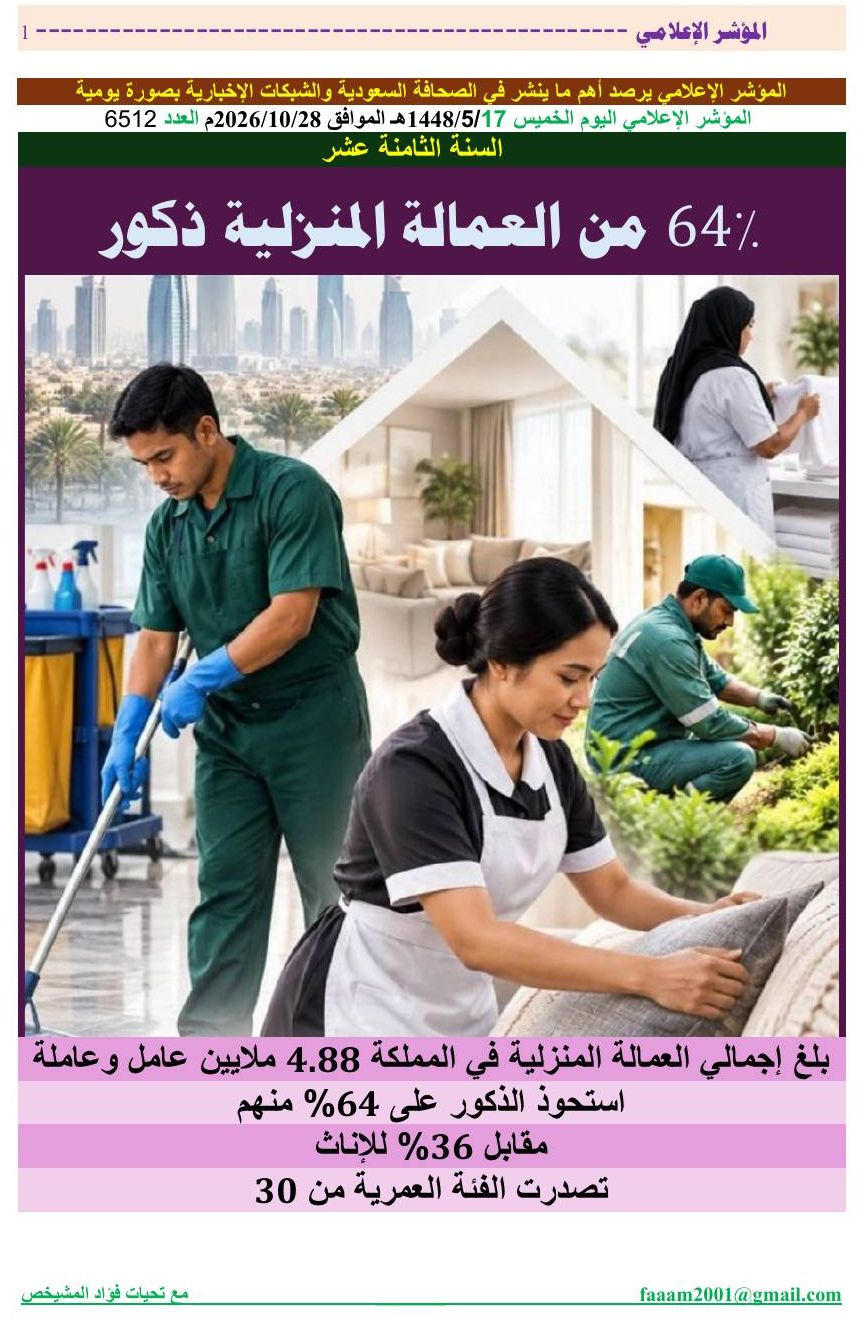 المؤشر الإعلامي ------------------------------------------------ 1
المؤشر الإعلامي يرصد أهم ما ينشر في الصحافة السعودية والشبكات الإخبارية بصورة يومية
المؤشر الإعلامي اليوم الخميس 1448/5/17هـ الموافق 2026/10/28م العدد 6512
السنة الثامنة عشر
64٪ من العمالة المنزلية ذكور
بلغ إجمالي العمالة المنزلية في المملكة 4.88 ملايين عامل وعاملة
استحوذ الذكور على 64% منهم
مقابل 36% للإناث
تصدرت الفئة العمرية من 30
مع تحيات فؤاد المشيخص
faaam2001@gmail.com